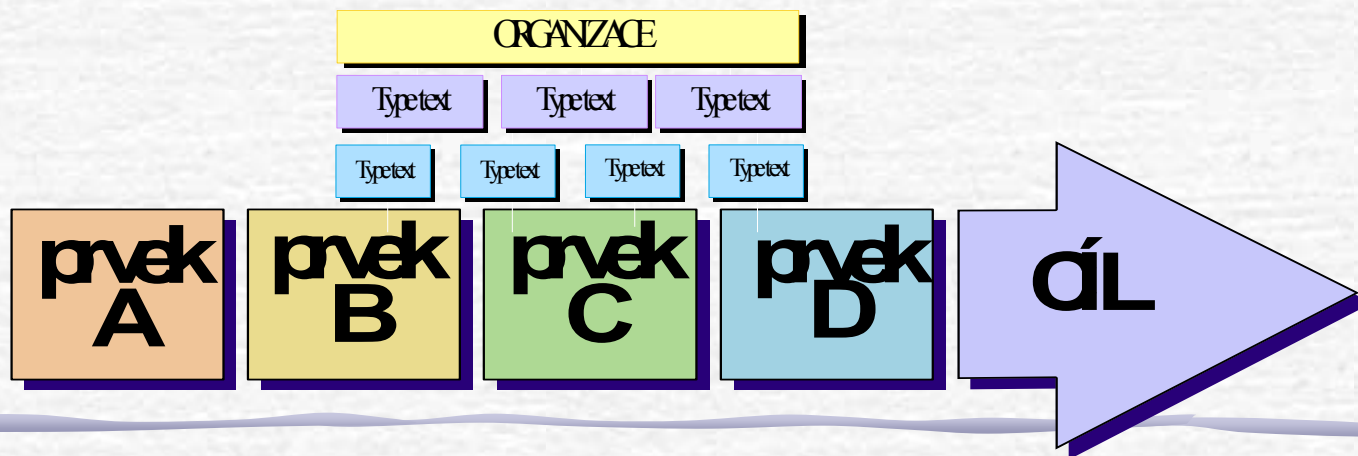 ORGANIZACE
Type text
Type text
Type text
Type text
Type text
Type text
Type text
prvek
A
prvek
B
prvek
C
prvek
D
CíL